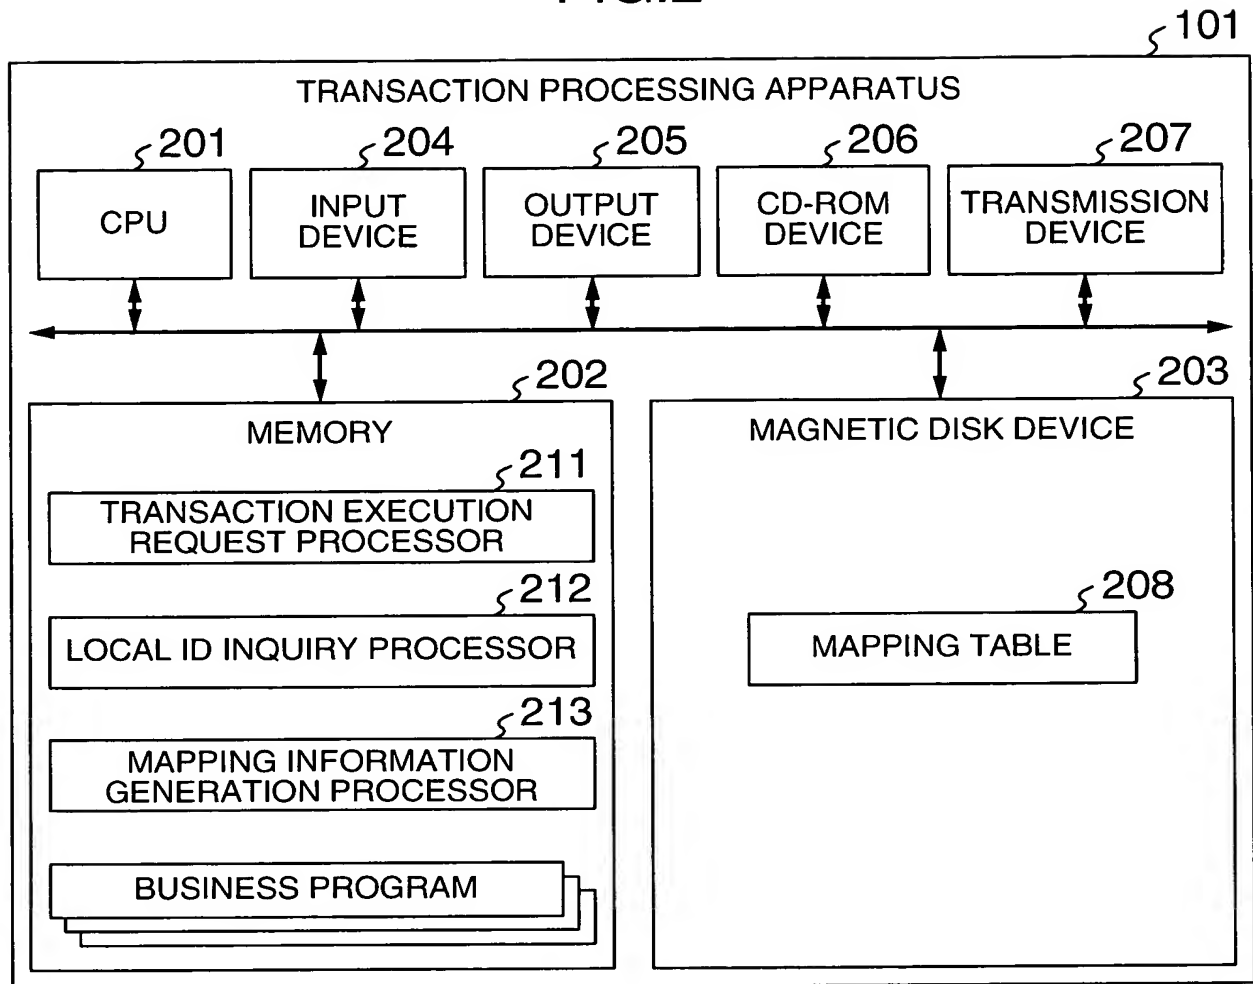 101
TRANSACTION PROCESSING APPARATUS
201
204
205
206
207
CPU
INPUT
DEVICE
OUTPUT
DEVICE
CD-ROM
DEVICE
TRANSMISSION
DEVICE
202
203
MEMORY
MAGNETIC DISK DEVICE
211
TRANSACTION EXECUTION
REQUEST PROCESSOR
212
LOCAL ID INQUIRY PROCESSOR
208
MAPPING TABLE
213
MAPPING INFORMATION
GENERATION PROCESSOR
BUSINESS PROGRAM